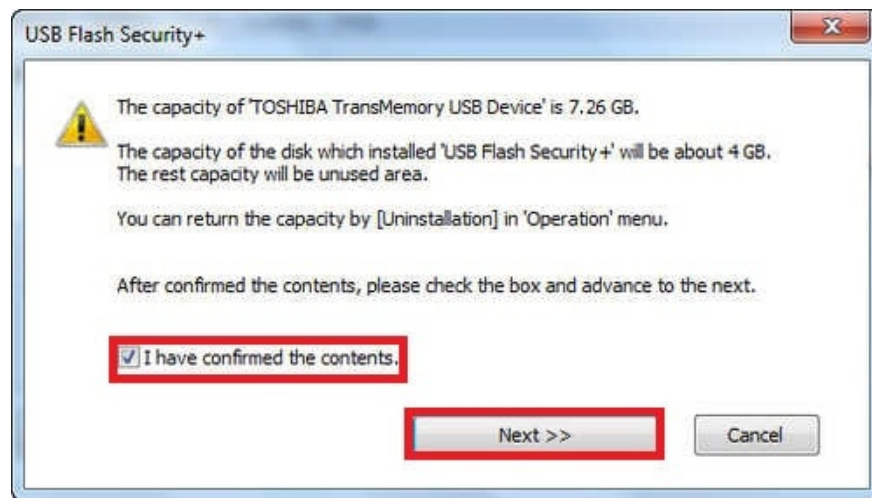 USB Flash Security+
The capacity of 'TOSHIBA TransMemory USB Device' is 7.26 GB.
The capacity of the disk which installed 'USB Flash Security+' will be about 4 GB.
The rest capacity will be unused area.
You can return the capacity by [Uninstallation] in 'Operation' menu.
After confirmed the contents, please check the box and advance to the next.
I have confirmed the contents.
Next >>
Cancel